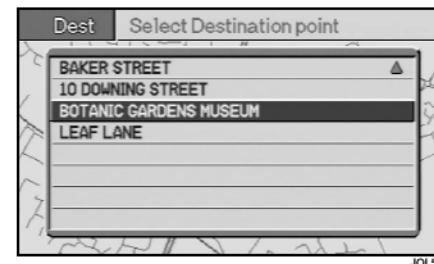 Dest Select Destination point
BAKER STREET
10 DOWNING STREET
BOTANIC GARDENS MUSEUM
LEAF LANE